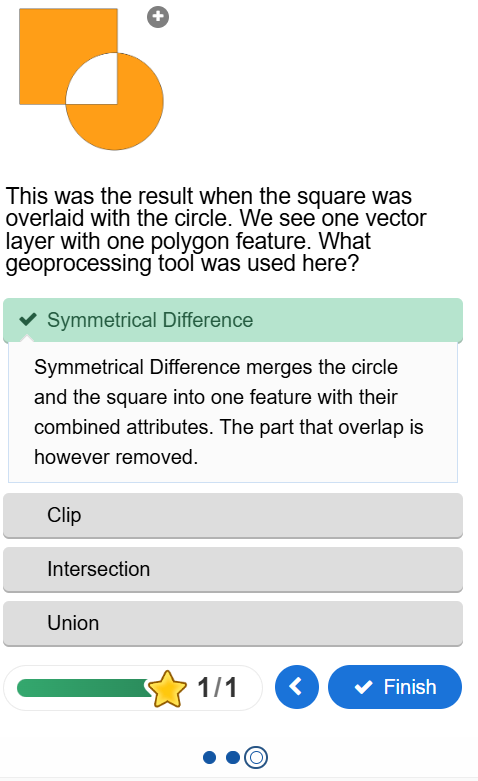 This was the result when the square was
overlaid with the circle. We see one vector
layer with one polygon feature. What
geoprocessing tool was used here?
Symmetrical Difference
Symmetrical Difference merges the circle
and the square into one feature with their
combined attributes. The part that overlap is
however removed.
Clip
Intersection
Union
1/1
Finish